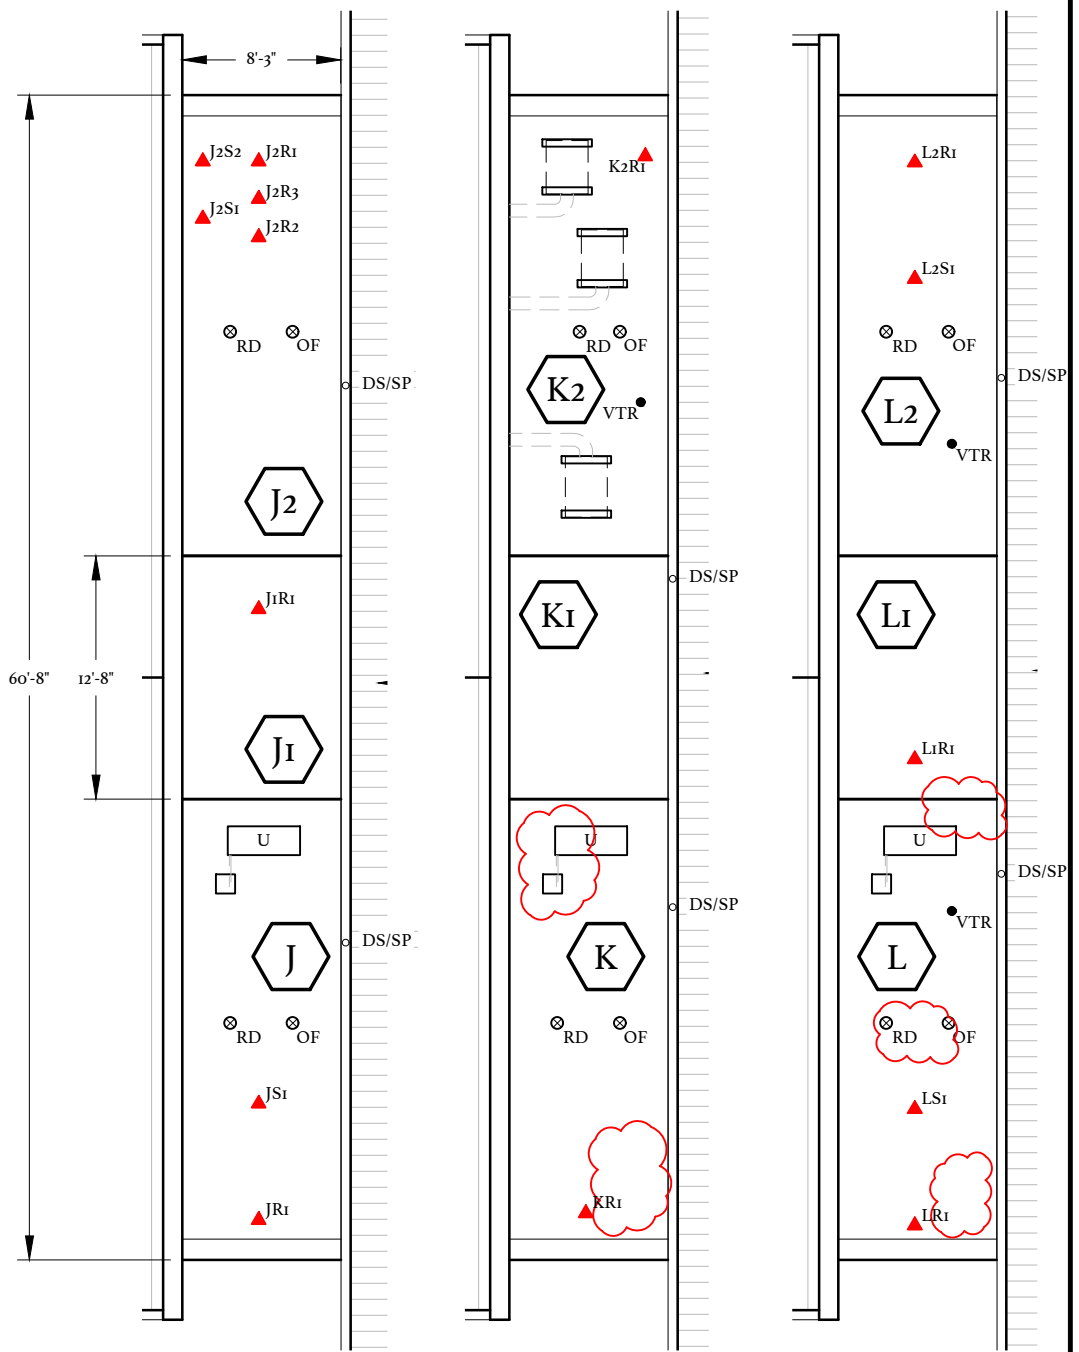 8'-3"
J2S2
J2R1
J2R3
J2S1
J2R2
RD
OF
DS/SP
J2
J1R1
60'-8"
12'-8"
J1
U
J
DS/SP
RD
OF
JS1
JR1
K2R1
RD
OF
K2
VTR
DS/SP
K1
U
DS/SP
K
RD
OF
KR1
L2R1
L2S1
RD
OF
DS/SP
L2
VTR
L1
L1R1
U
DS/SP
VTR
L
RD
OF
LS1
LR1